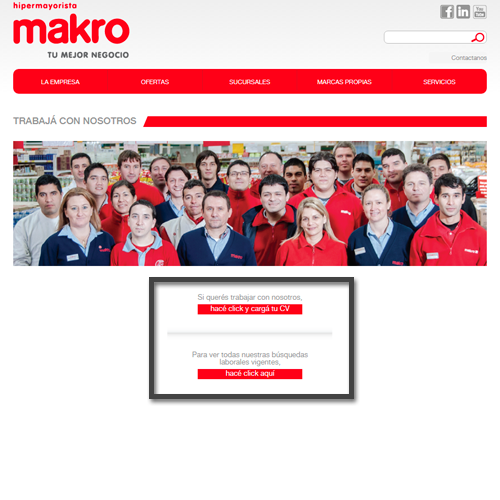 hipermayorista
makro
TU MEJOR NEGOCIO
You
Tube
Contactanos
LA EMPRESA
OFERTAS
SUCURSALES
MARCAS PROPIAS
SERVICIOS
TRABAJÁ CON NOSOTROS
Si querés trabajar con nosotros,
hacé click y cargá tu CV
Para ver todas nuestras búsquedas
laborales vigentes,
hacé click aquí